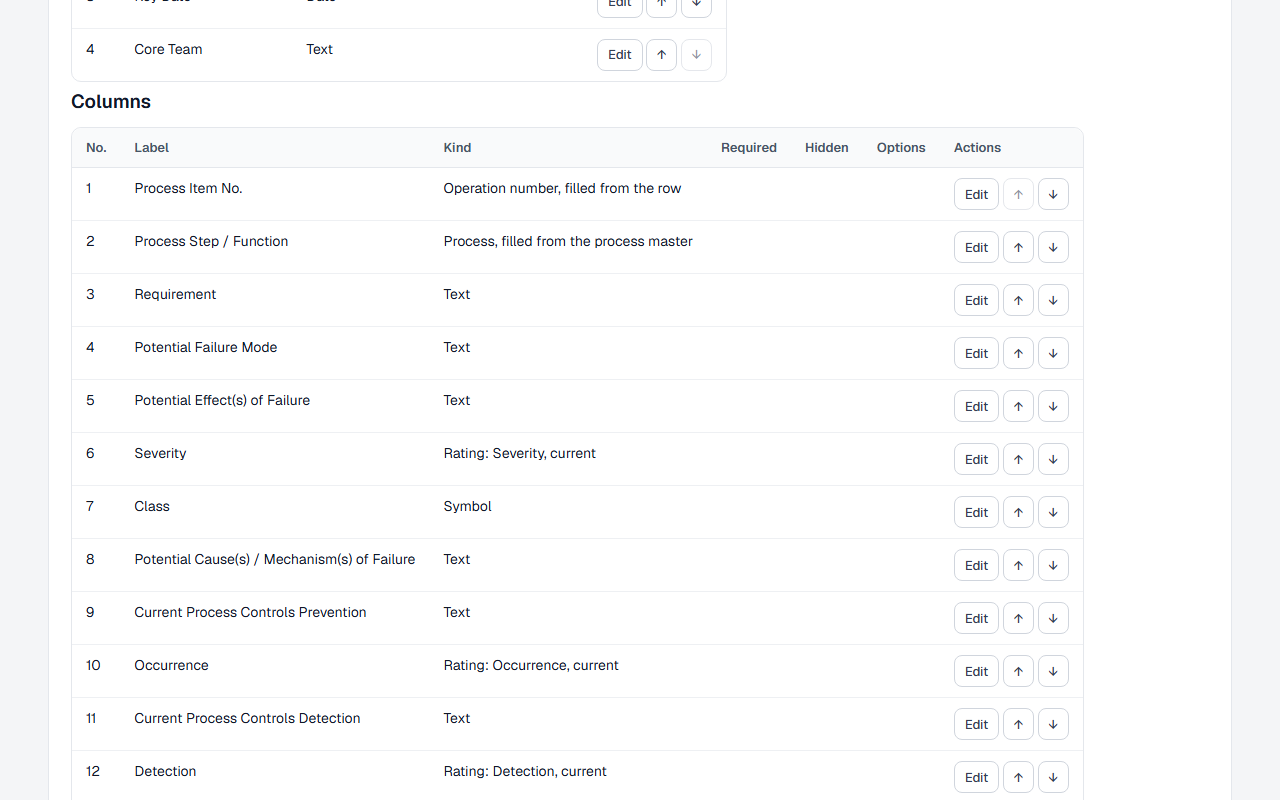 Edit ↑ ↓
4 Core Team Text Edit ↑ ↓
Columns
No. Label Kind Required Hidden Options Actions
1 Process Item No. Operation number, filled from the row Edit ↑ ↓
2 Process Step / Function Process, filled from the process master Edit ↑ ↓
3 Requirement Text Edit ↑ ↓
4 Potential Failure Mode Text Edit ↑ ↓
5 Potential Effect(s) of Failure Text Edit ↑ ↓
6 Severity Rating: Severity, current Edit ↑ ↓
7 Class Symbol Edit ↑ ↓
8 Potential Cause(s) / Mechanism(s) of Failure Text Edit ↑ ↓
9 Current Process Controls Prevention Text Edit ↑ ↓
10 Occurrence Rating: Occurrence, current Edit ↑ ↓
11 Current Process Controls Detection Text Edit ↑ ↓
12 Detection Rating: Detection, current Edit ↑ ↓